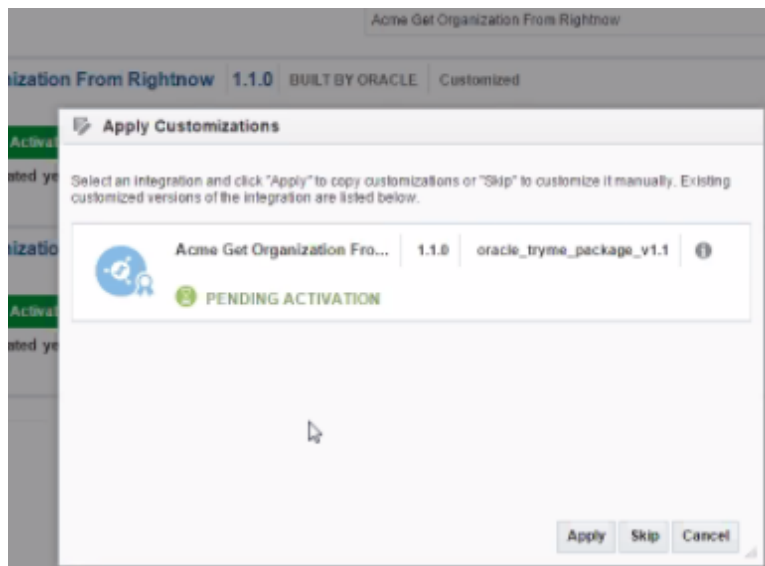 Acme Get Organization From Rightnow
ization From Rightnow 1.1.0 BUILT BY ORACLE Customized
Apply Customizations
Activat
ated ye
Select an integration and click "Apply" to copy customizations or "Skip" to customize it manually. Existing
customized versions of the integration are listed below.
izatio
Acme Get Organization Fro... 1.1.0 oracle_tryme_package_v1.1
PENDING ACTIVATION
Activat
ated ye
Apply Skip Cancel